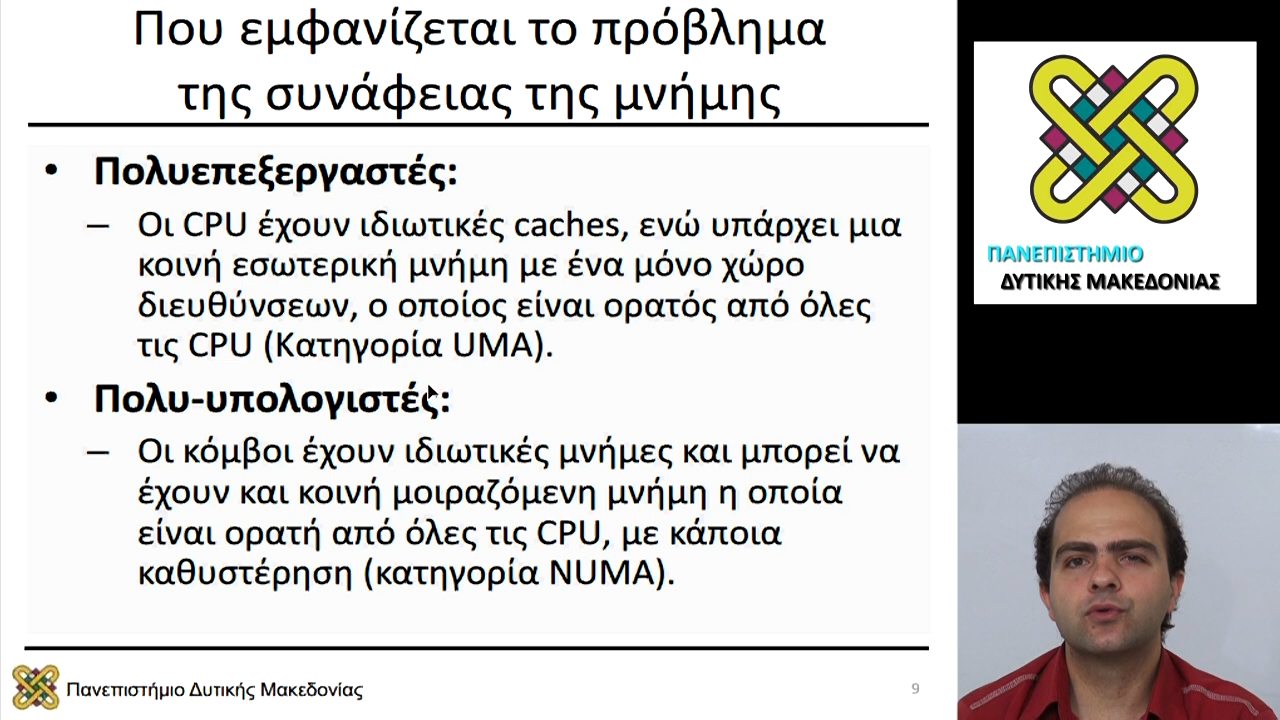 Που εμφανίζεται το πρόβλημα
της συνάφειας της μνήμης
• Πολυεπεξεργαστές:
– Οι CPU έχουν ιδιωτικές caches, ενώ υπάρχει μια
κοινή εσωτερική μνήμη με ένα μόνο χώρο
διευθύνσεων, ο οποίος είναι ορατός από όλες
τις CPU (Κατηγορία UMA).
• Πολυ-υπολογιστές:
– Οι κόμβοι έχουν ιδιωτικές μνήμες και μπορεί να
έχουν και κοινή μοιραζόμενη μνήμη η οποία
είναι ορατή από όλες τις CPU, με κάποια
καθυστέρηση (κατηγορία NUMA).
Πανεπιστήμιο Δυτικής Μακεδονίας
9
ΠΑΝΕΠΙΣΤΗΜΙΟ
ΔΥΤΙΚΗΣ ΜΑΚΕΔΟΝΙΑΣ